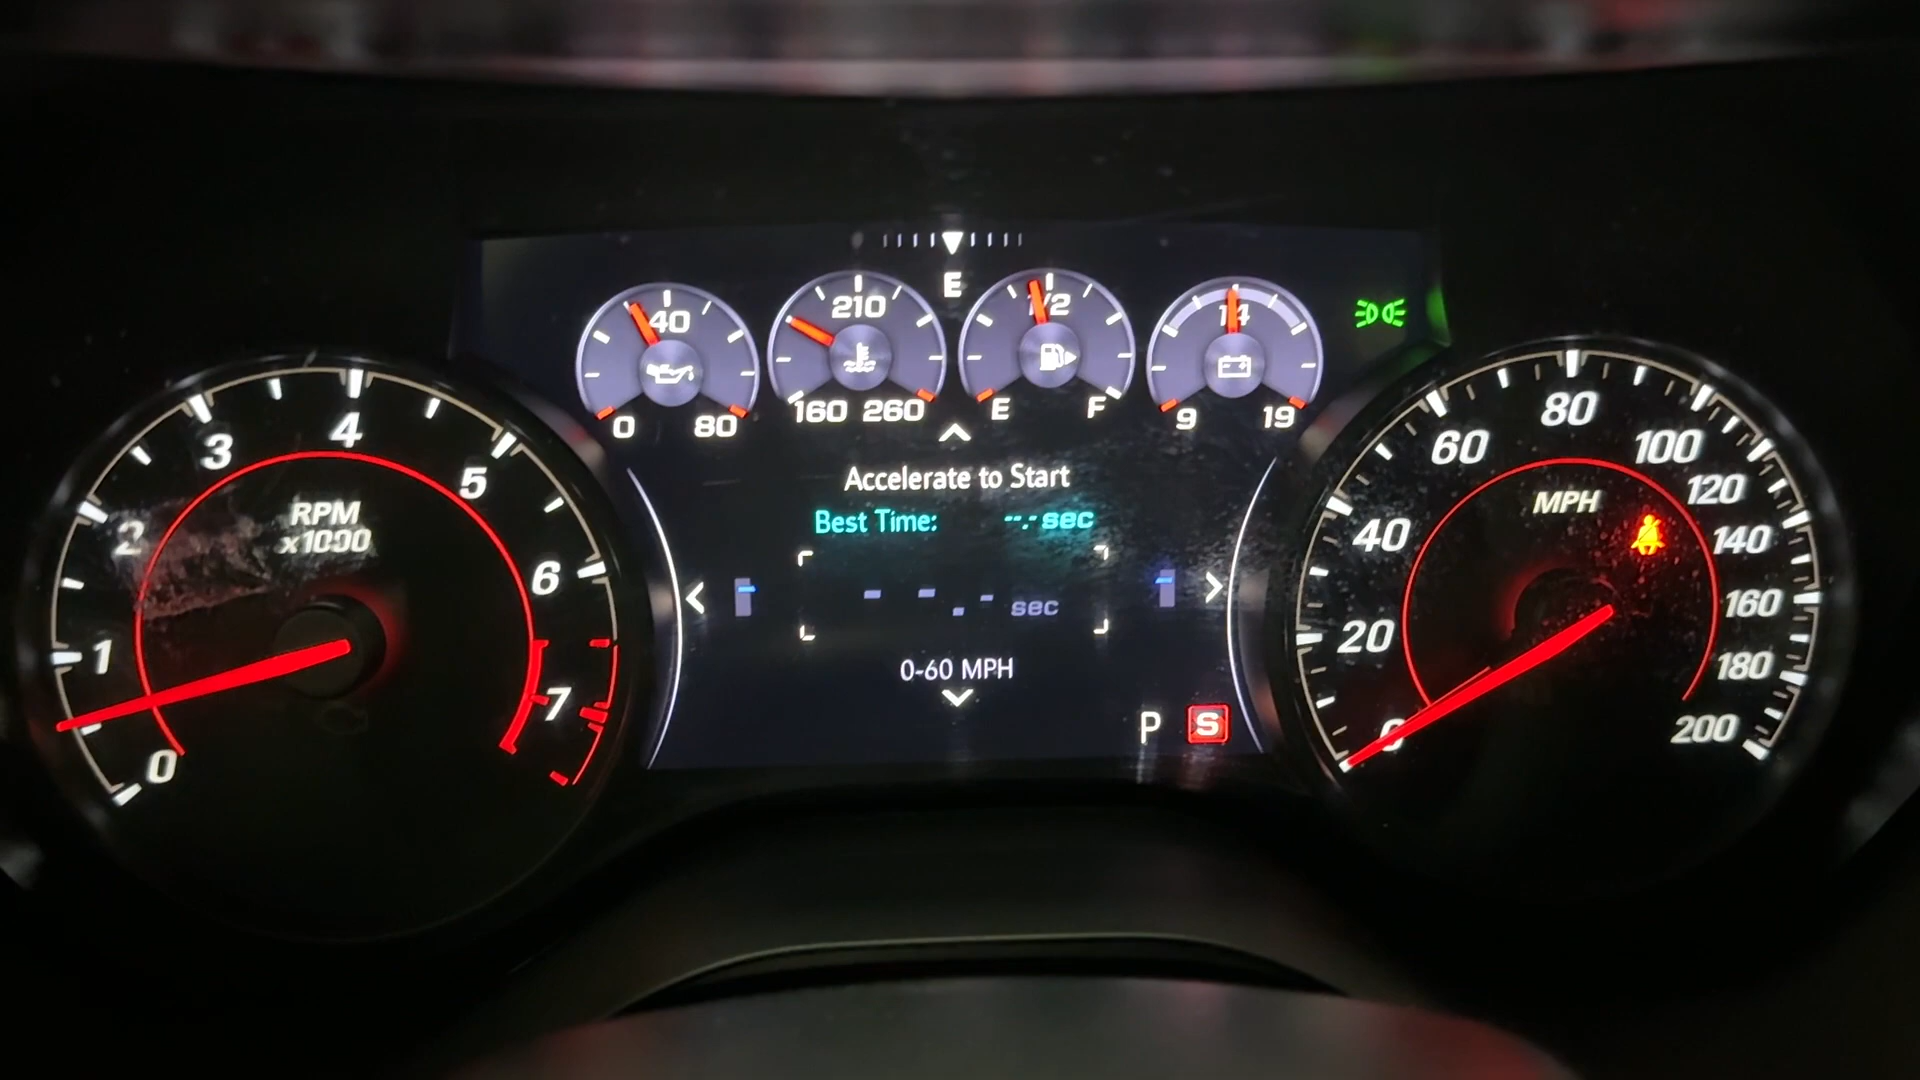 E
40
0 80
210
160 260
1/2
E F
14
9 19
Accelerate to Start
Best Time: --.- sec
- - . - sec
0-60 MPH
P S
RPM
x1000
0
1
2
3
4
5
6
7
MPH
0
20
40
60
80
100
120
140
160
180
200